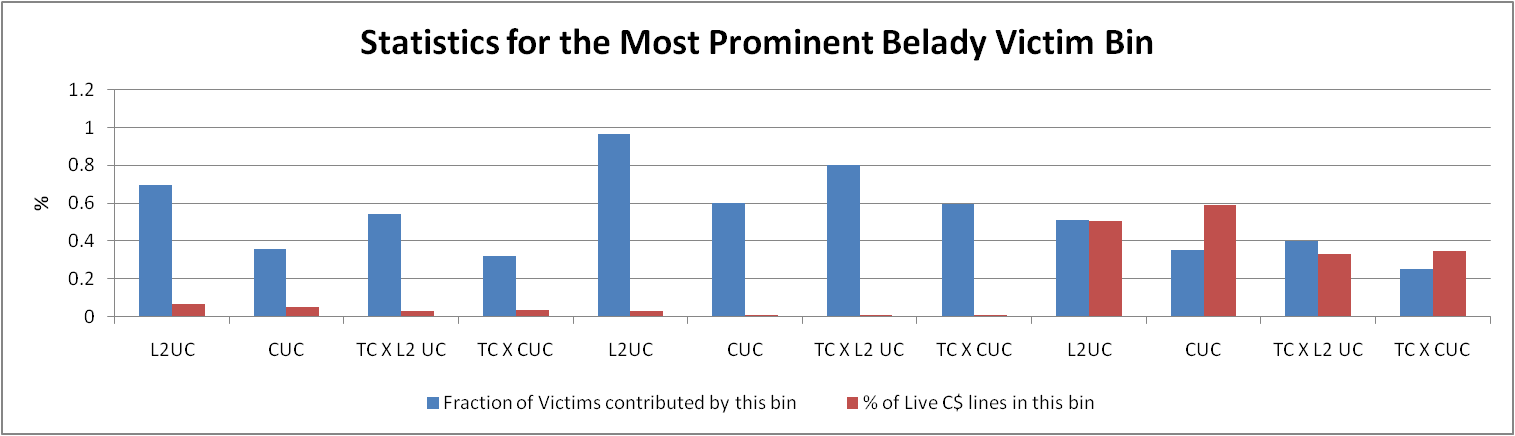 Statistics for the Most Prominent Belady Victim Bin
1.2
1
0.8
0.6
0.4
0.2
0
%
L2UC CUC TC X L2 UC TC X CUC L2UC CUC TC X L2 UC TC X CUC L2UC CUC TC X L2 UC TC X CUC
Fraction of Victims contributed by this bin % of Live C$ lines in this bin